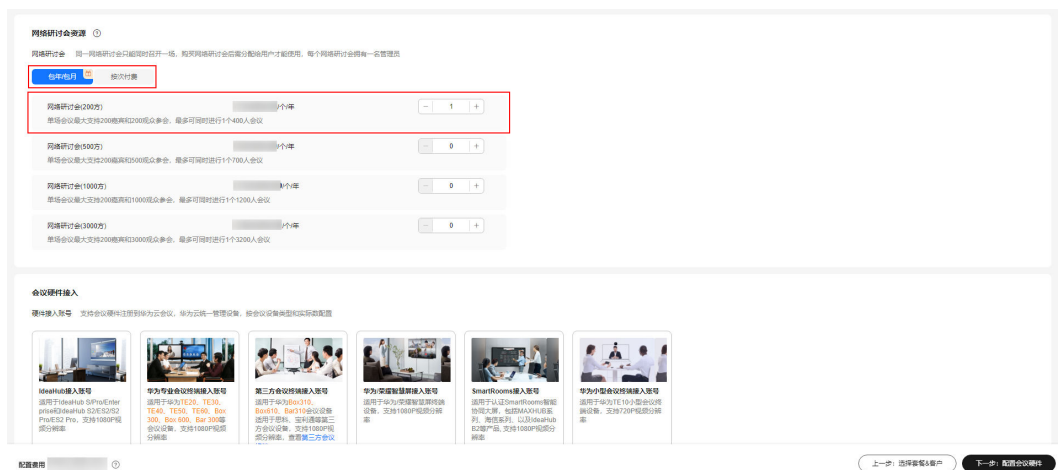 网络研讨会资源
网络研讨会 同一网络研讨会只能同时召开一场，购买网络研讨会后需分配给用户才能使用，每个网络研讨会拥有一名管理员
包年/包月 按次付费
网络研讨会(200方) /个/年 - 1 +
单场会议最大支持200嘉宾和200观众参会，最多可同时进行1个400人会议
网络研讨会(500方) /个/年 - 0 +
单场会议最大支持200嘉宾和500观众参会，最多可同时进行1个700人会议
网络研讨会(1000方) /个/年 - 0 +
单场会议最大支持200嘉宾和1000观众参会，最多可同时进行1个1200人会议
网络研讨会(3000方) /个/年 - 0 +
单场会议最大支持200嘉宾和3000观众参会，最多可同时进行1个3200人会议
会议硬件接入
硬件接入账号 支持会议硬件注册到华为云会议，华为云统一管理设备，按会议设备类型和实际数配置
IdeaHub接入账号
适用于IdeaHub S/Pro/Enter
prise和IdeaHub S2/ES2/S2
Pro/ES2 Pro，支持1080P视
频分辨率
华为专业会议终端接入账号
适用于华为TE20、TE30、
TE40、TE50、TE60、Box
300、Box 600、Bar 300等
会议设备，支持1080P视频
分辨率
第三方会议终端接入账号
适用于华为Box310、
Box610、Bar310会议设备
适用于思科、宝利通等第三
方会议设备，支持1080P视
频分辨率，查看第三方会议
华为/荣耀智慧屏接入账号
适用于华为/荣耀智慧屏终端
设备，支持1080P视频分辨
率
SmartRooms接入账号
适用于认证SmartRooms智能
协同大屏，包括MAXHUB系
列、海信系列、以及IdeaHub
B2等产品，支持1080P视频分
辨率
华为小型会议终端接入账号
适用于华为TE10小型会议终
端设备，支持720P视频分辨
率
配置费用
上一步：选择套餐&客户 下一步：配置会议硬件